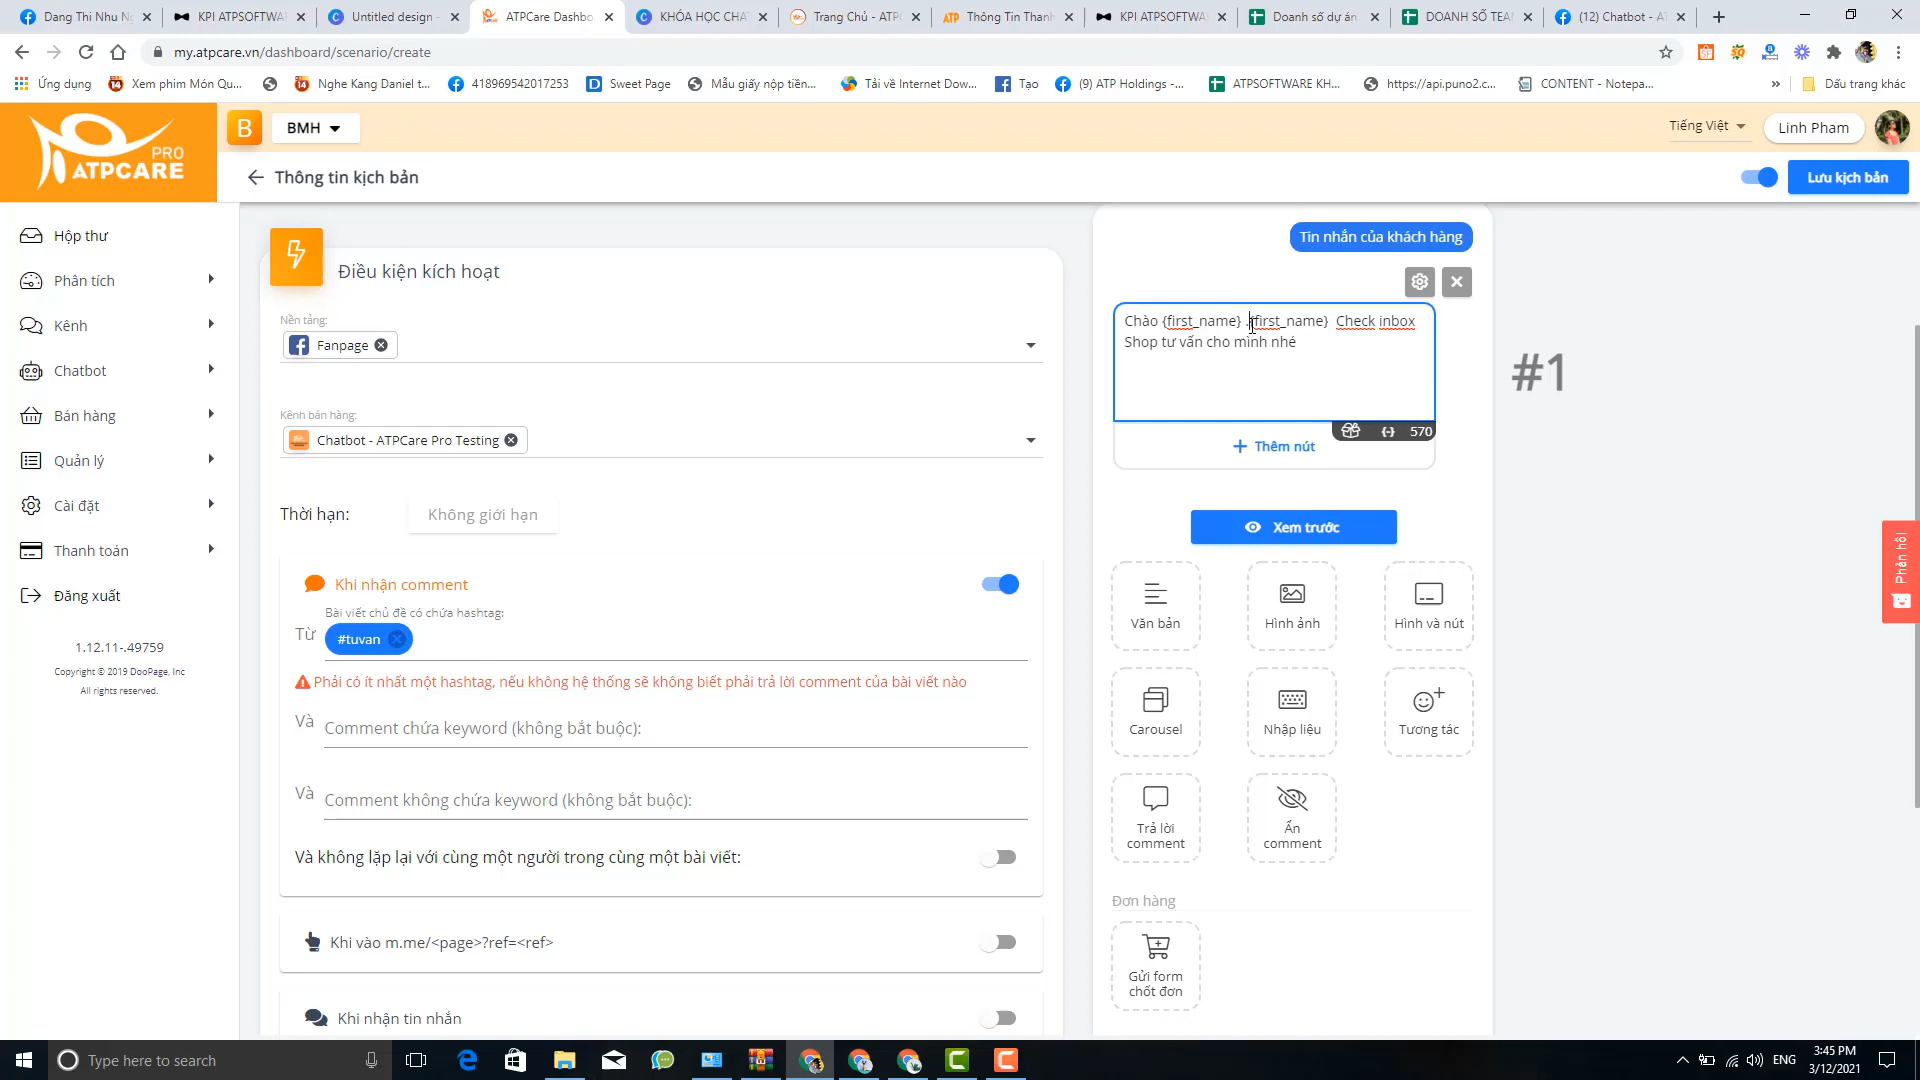 Dang Thi Nhu N
KPI ATPSOFTWA
Untitled design -
ATPCare Dashbo
KHÓA HỌC CHA
Trang Chủ - ATPC
Thông Tin Thanh
KPI ATPSOFTWA
Doanh số dự án
DOANH SỐ TEA
(12) Chatbot - AT
my.atpcare.vn/dashboard/scenario/create
Ứng dụng
Xem phim Món Qu...
Nghe Kang Daniel t...
418969542017253
Sweet Page
Mẫu giấy nộp tiền...
Tải về Internet Dow...
Tạo
(9) ATP Holdings -...
ATPSOFTWARE KH...
https://api.puno2.c...
CONTENT - Notepa...
»
Dấu trang khác
PRO
ATPCARE
B
BMH
Tiếng Việt
Linh Pham
Thông tin kịch bản
Lưu kịch bản
Hộp thư
Phân tích
Kênh
Chatbot
Bán hàng
Quản lý
Cài đặt
Thanh toán
Đăng xuất
1.12.11-.49759
Copyright © 2019 DooPage, Inc
All rights reserved.
Điều kiện kích hoạt
Nền tảng:
Fanpage
Kênh bán hàng:
Chatbot - ATPCare Pro Testing
Thời hạn:
Không giới hạn
Khi nhận comment
Bài viết chủ đề có chứa hashtag:
Từ
#tuvan
Phải có ít nhất một hashtag, nếu không hệ thống sẽ không biết phải trả lời comment của bài viết nào
Và
Comment chứa keyword (không bắt buộc):
Và
Comment không chứa keyword (không bắt buộc):
Và không lặp lại với cùng một người trong cùng một bài viết:
Khi vào m.me/<page>?ref=<ref>
Khi nhận tin nhắn
Tin nhắn của khách hàng
Chào {first_name} .{first_name} Check inbox
Shop tư vấn cho mình nhé
570
Thêm nút
#1
Xem trước
Văn bản
Hình ảnh
Hình và nút
Carousel
Nhập liệu
Tương tác
Trả lời
comment
Ẩn
comment
Đơn hàng
Gửi form
chốt đơn
Phản hồi
Type here to search
ENG
3:45 PM
3/12/2021